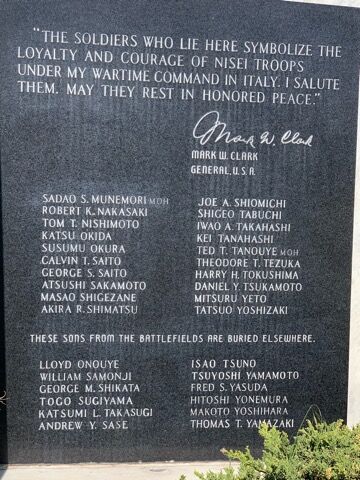 "THE SOLDIERS WHO LIE HERE SYMBOLIZE THE
LOYALTY AND COURAGE OF NISEI TROOPS
UNDER MY WARTIME COMMAND IN ITALY. I SALUTE
THEM. MAY THEY REST IN HONORED PEACE."
Mark W. Clark
MARK W. CLARK
GENERAL, U.S.A.
SADAO S. MUNEMORI MOH
ROBERT K. NAKASAKI
TOM T. NISHIMOTO
KATSU OKIDA
SUSUMU OKURA
CALVIN T. SAITO
GEORGE S. SAITO
ATSUSHI SAKAMOTO
MASAO SHIGEZANE
AKIRA R. SHIMATSU
JOE A. SHIOMICHI
SHIGEO TABUCHI
IWAO A. TAKAHASHI
KEI TANAHASHI
TED T. TANOUYE MOH
THEODORE T. TEZUKA
HARRY H. TOKUSHIMA
DANIEL Y. TSUKAMOTO
MITSURU YETO
TATSUO YOSHIZAKI
THESE SONS FROM THE BATTLEFIELDS ARE BURIED ELSEWHERE.
LLOYD ONOUYE
WILLIAM SAMONJI
GEORGE M. SHIKATA
TOGO SUGIYAMA
KATSUMI L. TAKASUGI
ANDREW Y. SASE
ISAO TSUNO
TSUYOSHI YAMAMOTO
FRED S. YASUDA
HITOSHI YONEMURA
MAKOTO YOSHIHARA
THOMAS T. YAMAZAKI